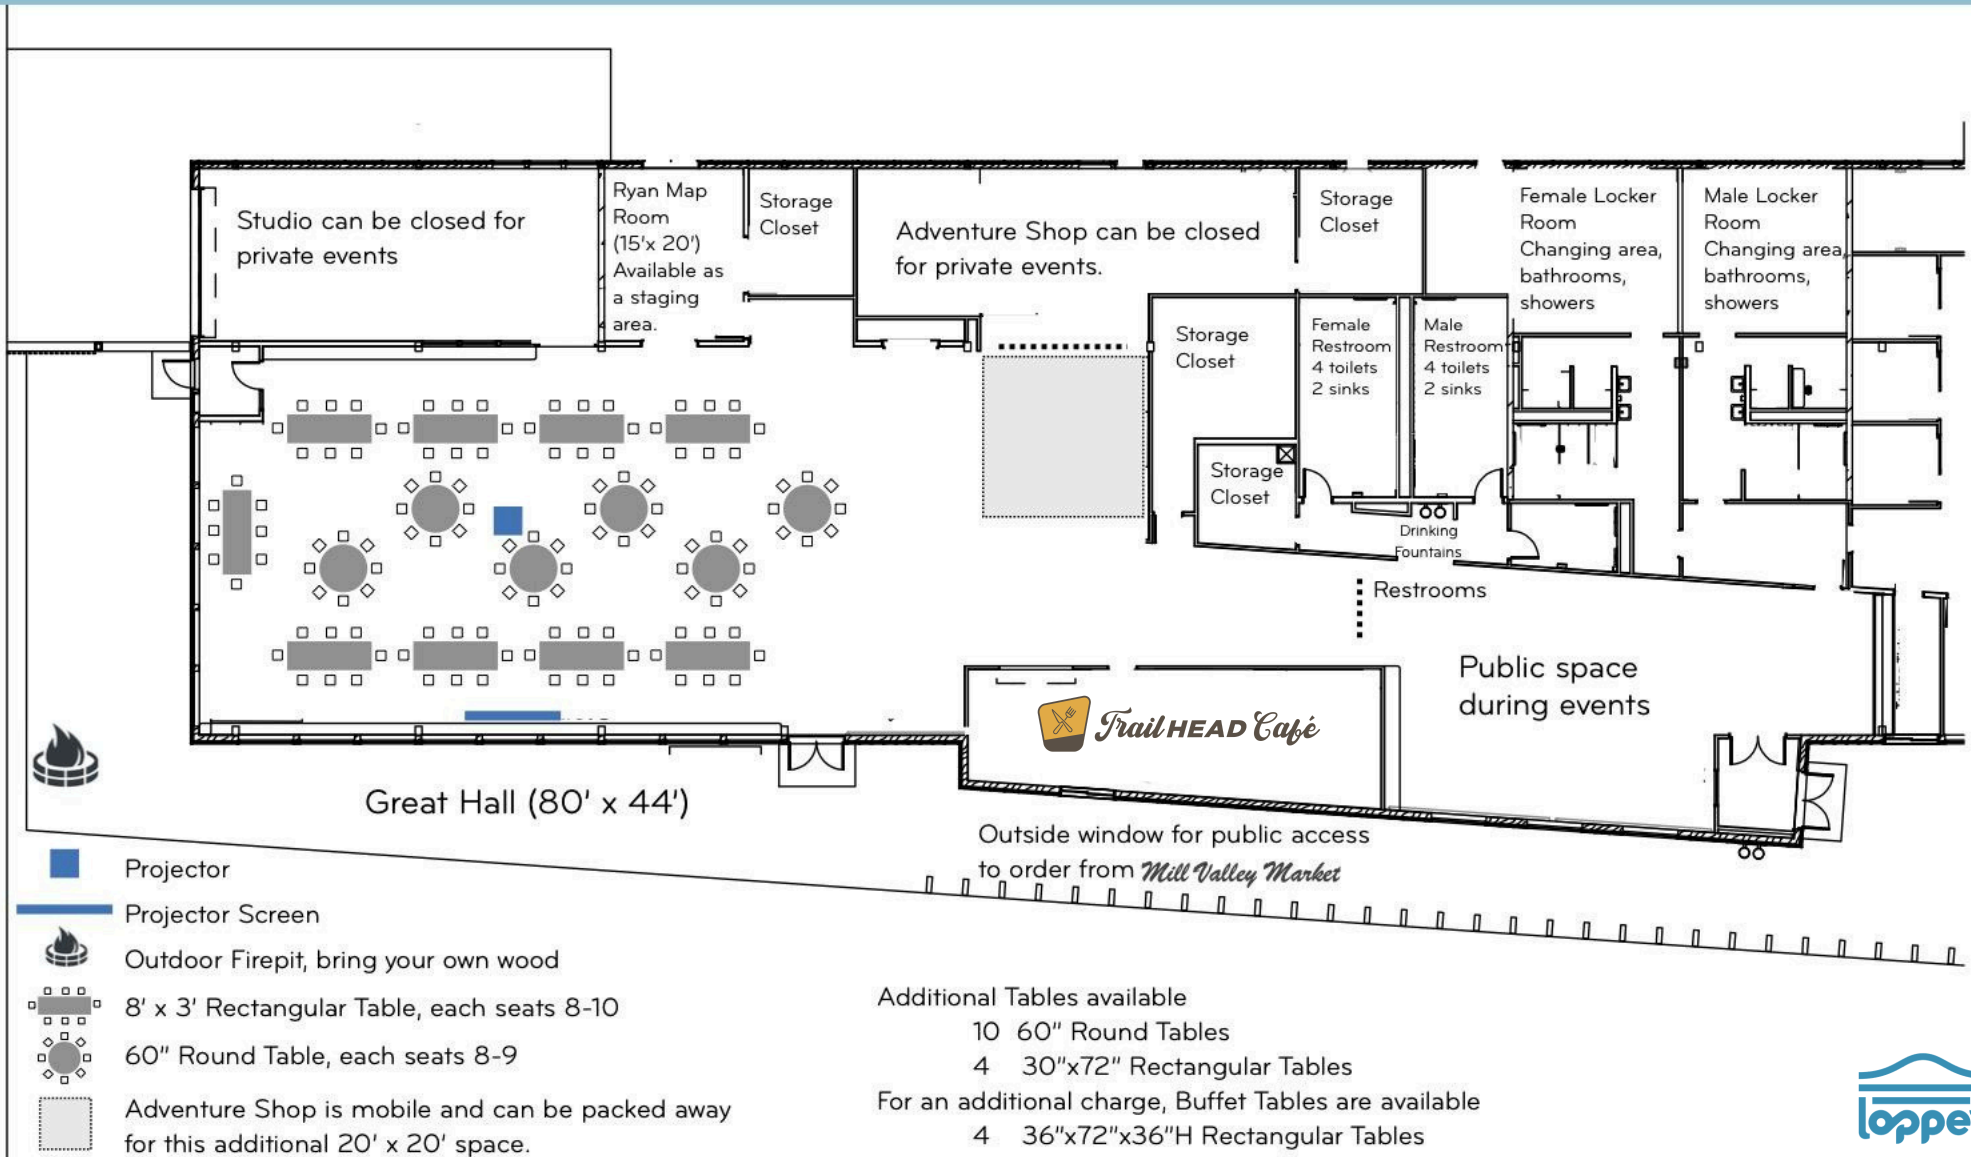 Studio can be closed for
private events
Ryan Map
Room
(15'x 20')
Available as
a staging
area.
Storage
Closet
Adventure Shop can be closed
for private events.
Storage
Closet
Female Locker
Room
Changing area,
bathrooms,
showers
Male Locker
Room
Changing area,
bathrooms,
showers
Storage
Closet
Female
Restroom
4 toilets
2 sinks
Male
Restroom
4 toilets
2 sinks
Storage
Closet
Drinking
Fountains
Restrooms
Public space
during events
TrailHEAD Café
Great Hall (80' x 44')
Outside window for public access
to order from Mill Valley Market
Projector
Projector Screen
Outdoor Firepit, bring your own wood
8' x 3' Rectangular Table, each seats 8-10
60" Round Table, each seats 8-9
Adventure Shop is mobile and can be packed away
for this additional 20' x 20' space.
Additional Tables available
10 60" Round Tables
4 30"x72" Rectangular Tables
For an additional charge, Buffet Tables are available
4 36"x72"x36"H Rectangular Tables